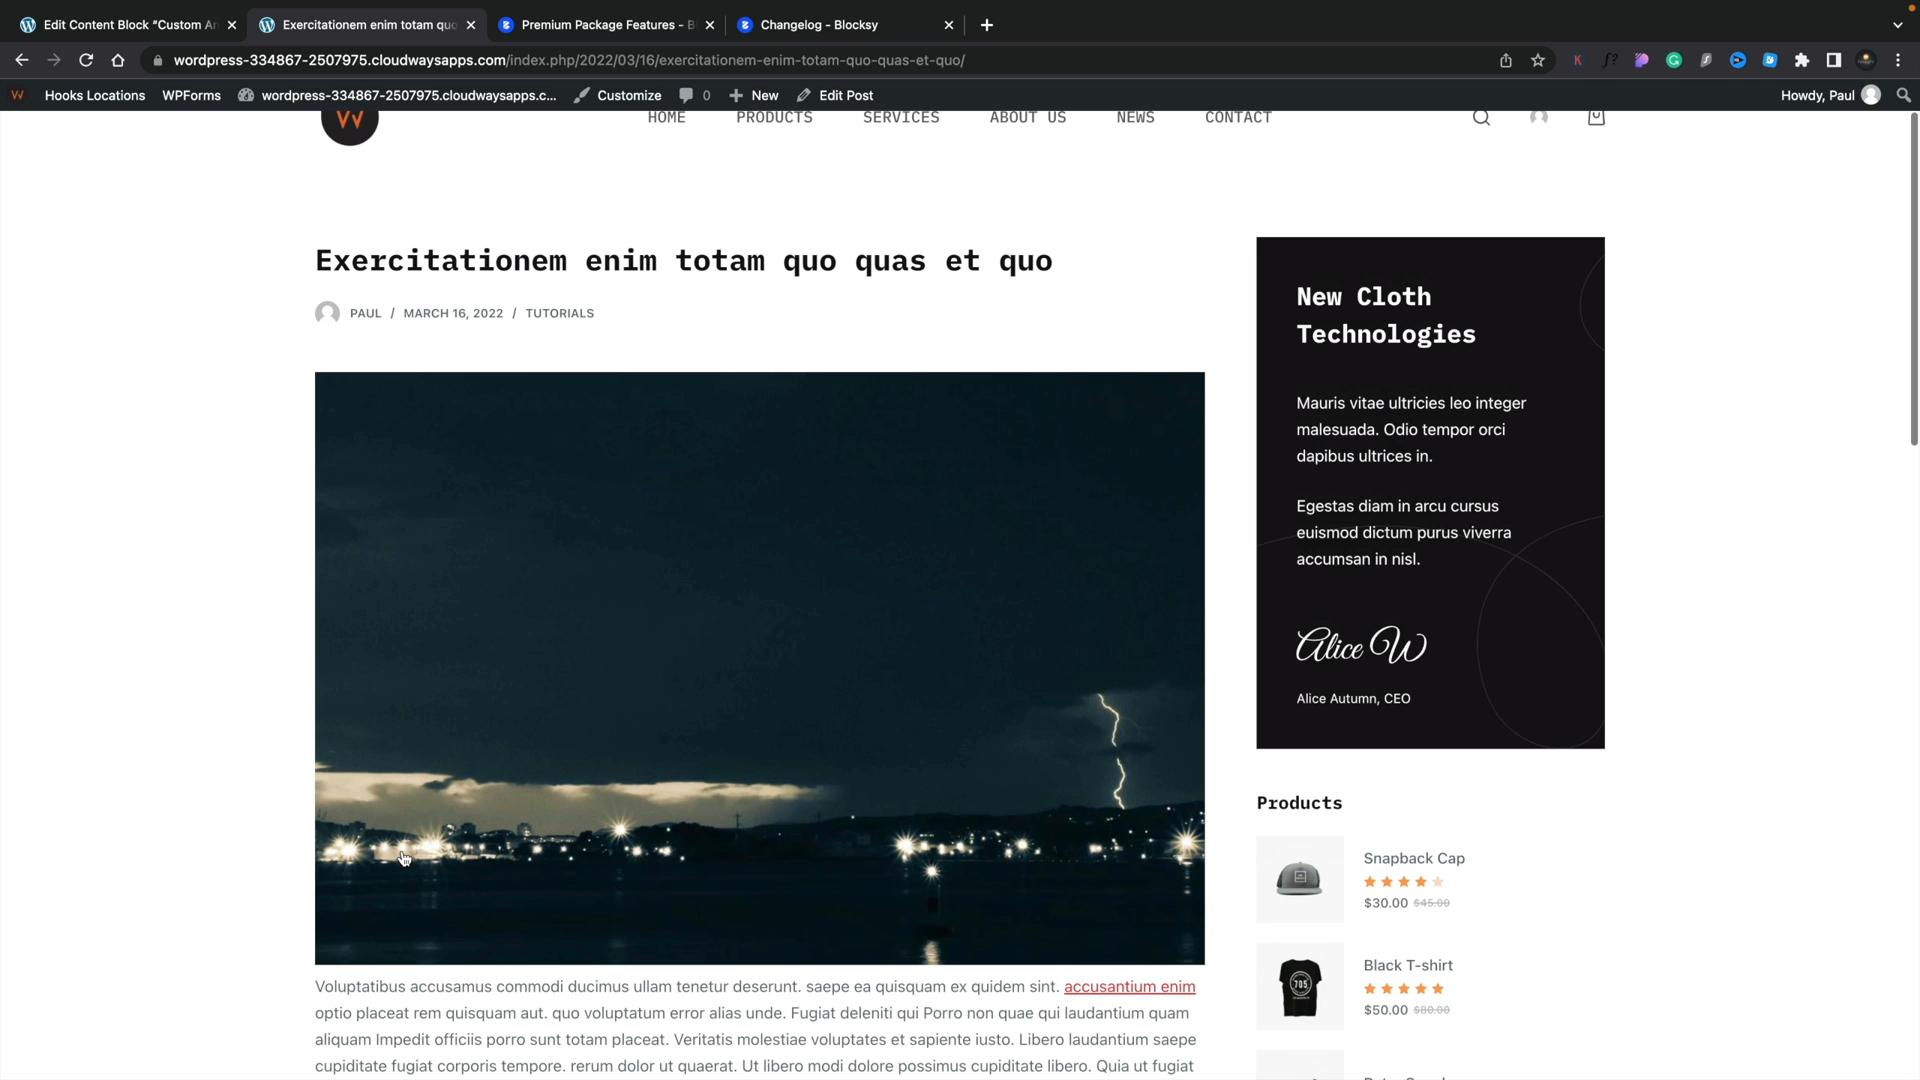 Edit Content Block "Custom Ar
Exercitationem enim totam quo
Premium Package Features - B
Changelog - Blocksy
wordpress-334867-2507975.cloudwaysapps.com/index.php/2022/03/16/exercitationem-enim-totam-quo-quas-et-quo/
Hooks Locations WPForms wordpress-334867-2507975.cloudwaysapps.c... Customize 0 New Edit Post Howdy, Paul
HOME PRODUCTS SERVICES ABOUT US NEWS CONTACT
Exercitationem enim totam quo quas et quo
PAUL / MARCH 16, 2022 / TUTORIALS
Voluptatibus accusamus commodi ducimus ullam tenetur deserunt. saepe ea quisquam ex quidem sint. accusantium enim
optio placeat rem quisquam aut. quo voluptatum error alias unde. Fugiat deleniti qui Porro non quae qui laudantium quam
aliquam Impedit officiis porro sunt totam placeat. Veritatis molestiae voluptates et sapiente iusto. Libero laudantium saepe
cupiditate fugiat corporis tempore. rerum dolor ut quaerat. Ut libero modi dolore possimus cupiditate libero. Quia ut fugiat
New Cloth
Technologies
Mauris vitae ultricies leo integer
malesuada. Odio tempor orci
dapibus ultrices in.
Egestas diam in arcu cursus
euismod dictum purus viverra
accumsan in nisl.
Alice W
Alice Autumn, CEO
Products
Snapback Cap
$30.00 $45.00
705
Black T-shirt
$50.00 $80.00